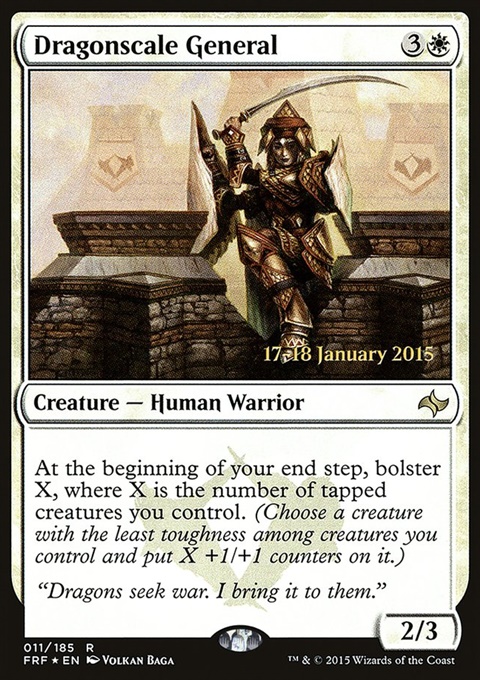 Dragonscale General 3
17-18 January 2015
Creature — Human Warrior
At the beginning of your end step, bolster
X, where X is the number of tapped
creatures you control. (Choose a creature
with the least toughness among creatures you
control and put X +1/+1 counters on it.)
“Dragons seek war. I bring it to them.”
2/3
011/185 R
FRF ★ EN Volkan Baga
™ & © 2015 Wizards of the Coast